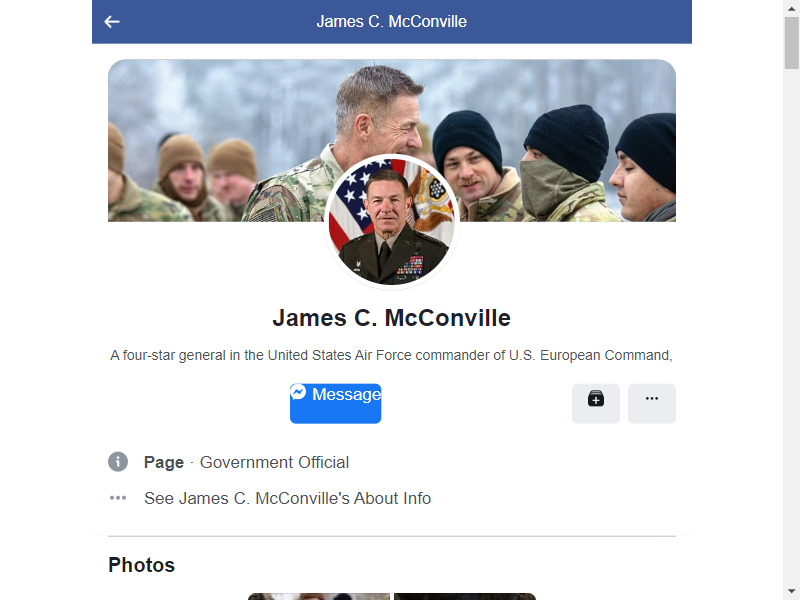 James C. McConville
James C. McConville
A four-star general in the United States Air Force commander of U.S. European Command,
Message
Page · Government Official
See James C. McConville's About Info
Photos